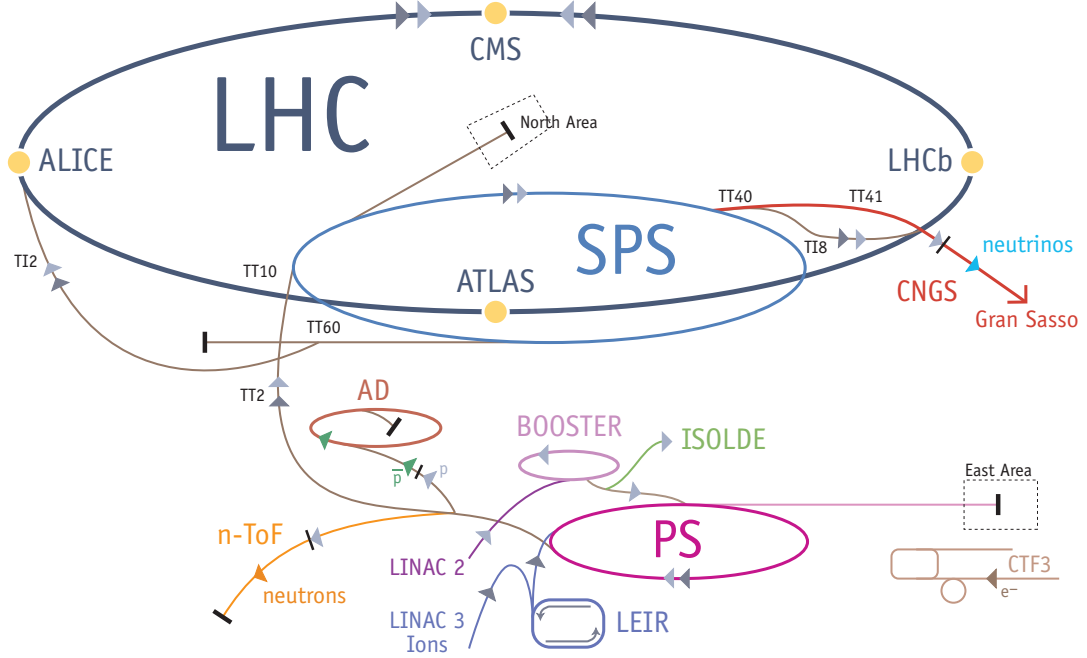 CMS
LHC
North Area
ALICE
LHCb
TT40
TT41
SPS
TI8
neutrinos
TI2
TT10
ATLAS
CNGS
Gran Sasso
TT60
TT2
AD
BOOSTER
ISOLDE
p
p̅
East Area
n-ToF
PS
LINAC 2
CTF3
neutrons
e⁻
LINAC 3
Ions
LEIR